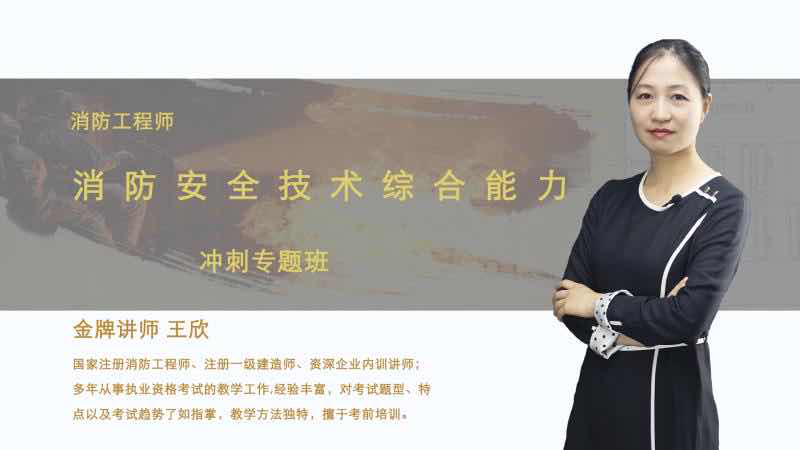 消防工程师
消防安全技术综合能力
冲刺专题班
金牌讲师 王欣
国家注册消防工程师、注册一级建造师、资深企业内训讲师；
多年从事执业资格考试的教学工作,经验丰富，对考试题型、特
点以及考试趋势了如指掌，教学方法独特，擅于考前培训。